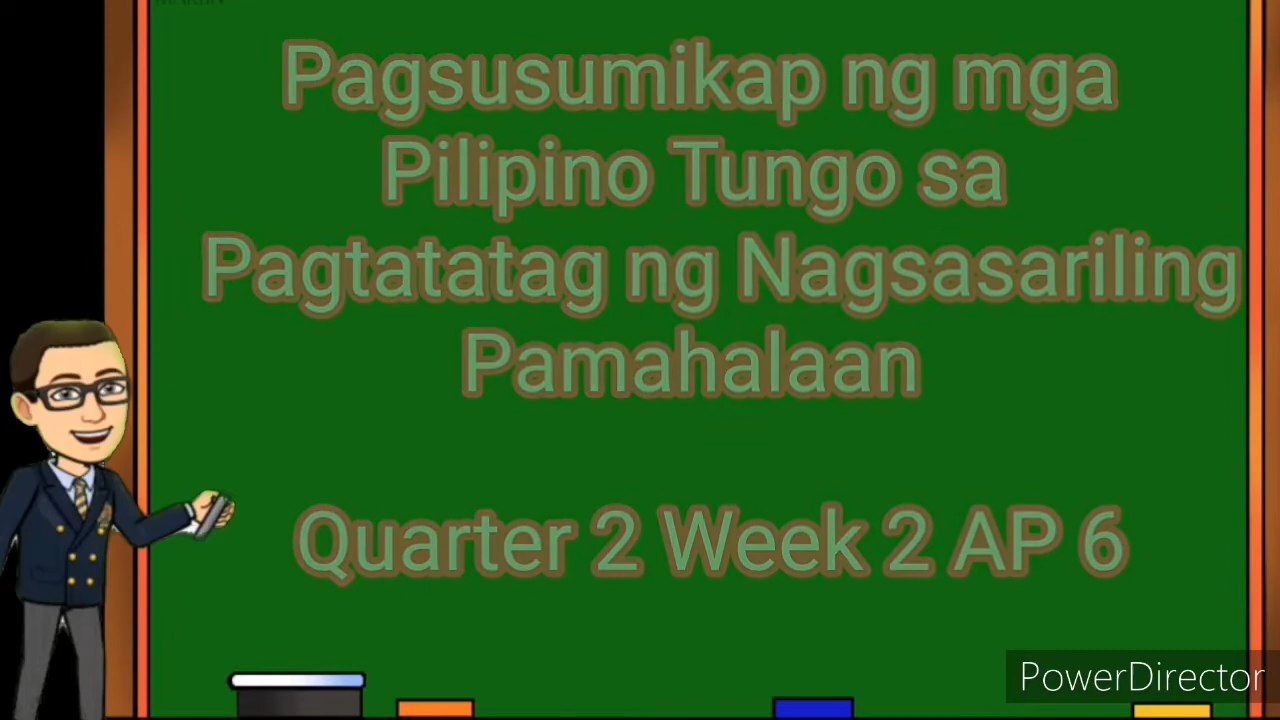 Pagsusumikap ng mga
Pilipino Tungo sa
Pagtatatag ng Nagsasariling
Pamahalaan
Quarter 2 Week 2 AP 6
PowerDirector